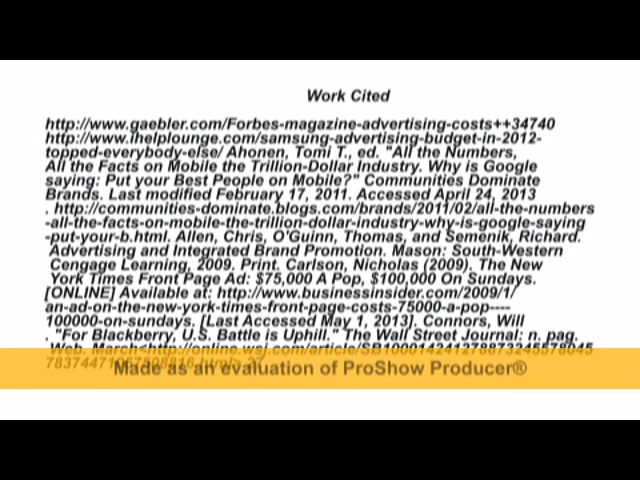 Work Cited
http://www.gaebler.com/Forbes-magazine-advertising-costs++34740
http://www.ihelplounge.com/samsung-advertising-budget-in-2012-
topped-everybody-else/ Ahonen, Tomi T., ed. "All the Numbers,
All the Facts on Mobile the Trillion-Dollar Industry. Why is Google
saying: Put your Best People on Mobile?" Communities Dominate
Brands. Last modified February 17, 2011. Accessed April 24, 2013
. http://communities-dominate.blogs.com/brands/2011/02/all-the-numbers
-all-the-facts-on-mobile-the-trillion-dollar-industry-why-is-google-saying
-put-your-b.html. Allen, Chris, O'Guinn, Thomas, and Semenik, Richard.
Advertising and Integrated Brand Promotion. Mason: South-Western
Cengage Learning, 2009. Print. Carlson, Nicholas (2009). The New
York Times Front Page Ad: $75,000 A Pop, $100,000 On Sundays.
[ONLINE] Available at: http://www.businessinsider.com/2009/1/
an-ad-on-the-new-york-times-front-page-costs-75000-a-pop----
100000-on-sundays. [Last Accessed May 1, 2013]. Connors, Will
. "For Blackberry, U.S. Battle is Uphill." The Wall Street Journal: n. pag.
Web. March
Made as an evaluation of ProShow Producer®